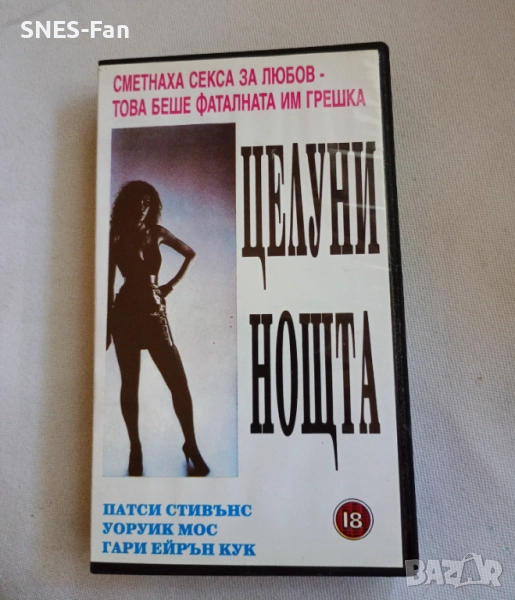 SNES-Fan
СМЕТНАХА СЕКСА ЗА ЛЮБОВ -
ТОВА БЕШЕ ФАТАЛНАТА ИМ ГРЕШКА
ЦЕЛУНИ
НОЩТА
ПАТСИ СТИВЪНС
УОРУИК МОС
ГАРИ ЕЙРЪН КУК
18
BAZAR